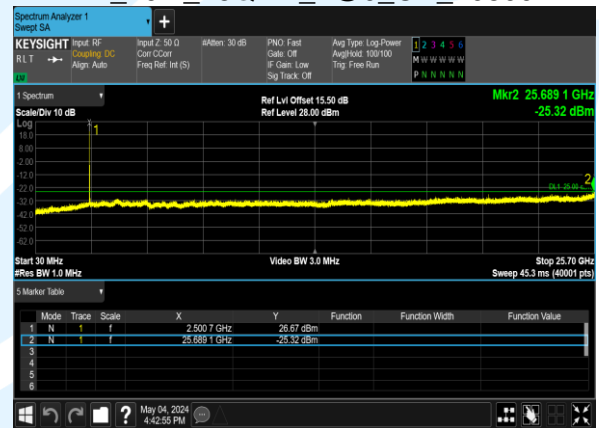 Spectrum Analyzer 1
Swept SA
KEYSIGHT Input: RF Input Z: 50 Ω #Atten: 30 dB PNO: Fast Avg Type: Log-Power 1 2 3 4 5 6
RLT Coupling: DC Corr CCorr Gate: Off Avg|Hold: 100/100 M W W W W W
Align: Auto Freq Ref: Int (S) IF Gain: Low Trig: Free Run
Sig Track: Off P N N N N N
1 Spectrum Ref Lvl Offset 15.50 dB Mkr2 25.689 1 GHz
Scale/Div 10 dB Ref Level 28.00 dBm -25.32 dBm
Log
1
18.0
8.00
-2.00
-12.0
-22.0
2
-32.0
-42.0
-52.0
-62.0
Start 30 MHz Video BW 3.0 MHz Stop 25.70 GHz
#Res BW 1.0 MHz Sweep 45.3 ms (40001 pts)
5 Marker Table
Mode Trace Scale X Y Function Function Width Function Value
1 N 1 f 2.500 7 GHz 26.67 dBm
2 N 1 f 25.689 1 GHz -25.32 dBm
3
4
5
6
? May 04, 2024
4:42:55 PM